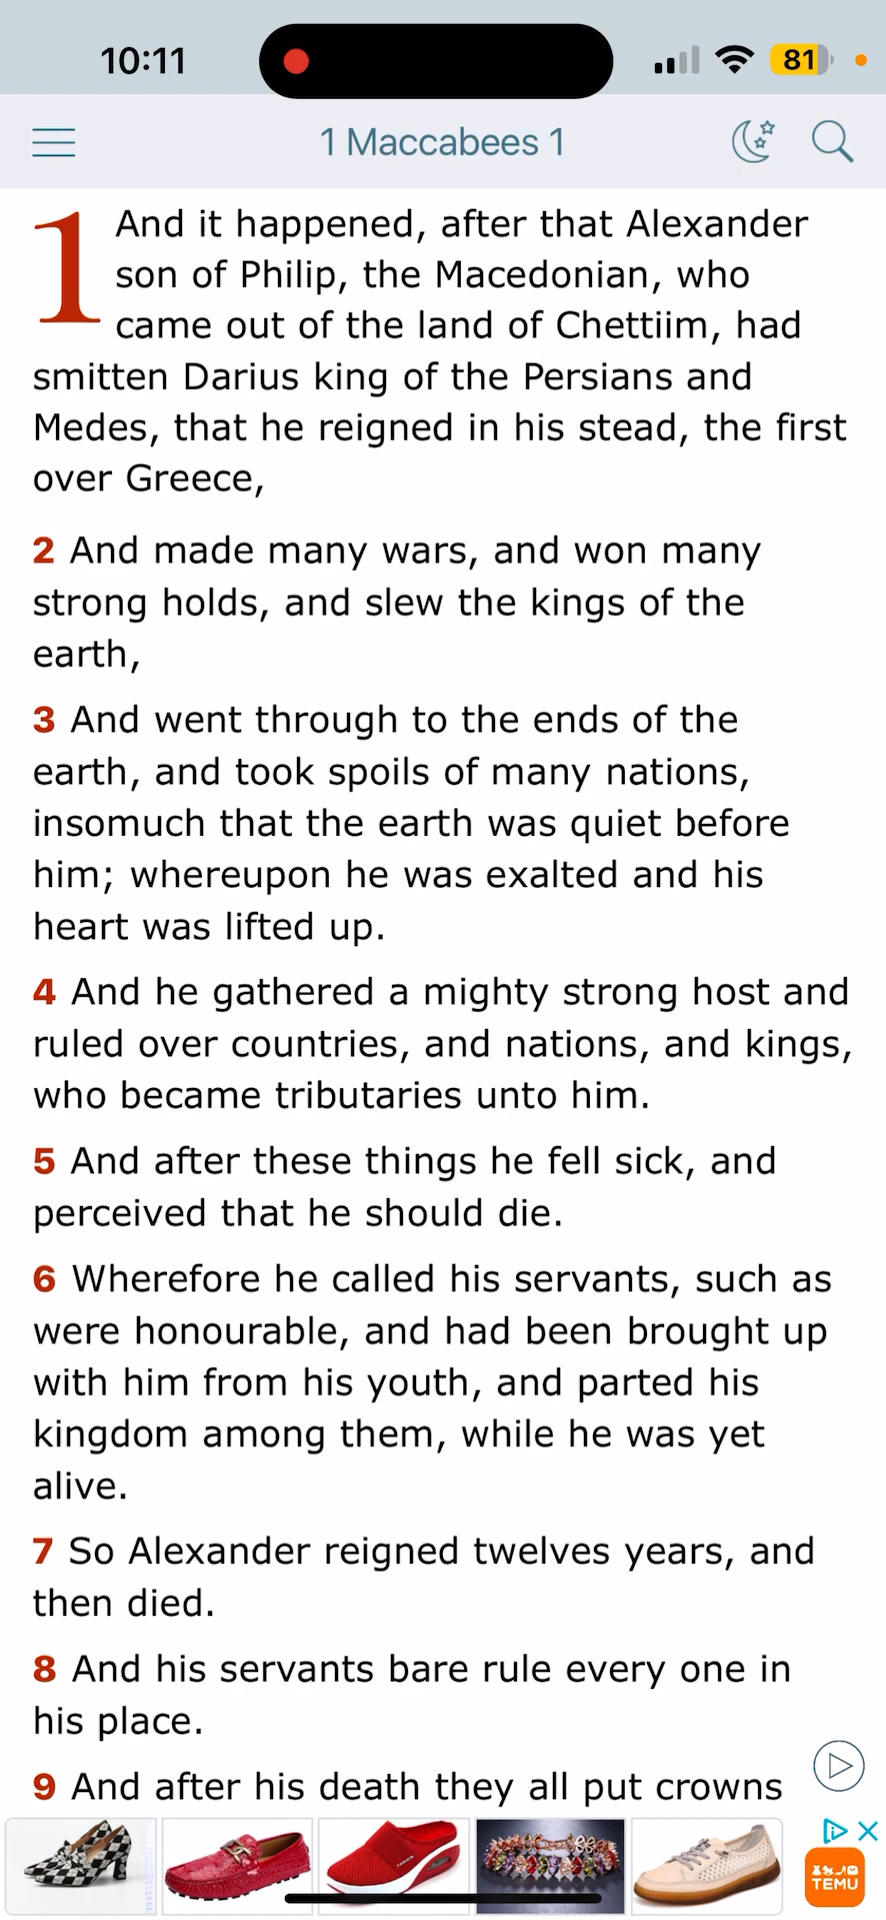 10:11
81
1 Maccabees 1
1 And it happened, after that Alexander
son of Philip, the Macedonian, who
came out of the land of Chettiim, had
smitten Darius king of the Persians and
Medes, that he reigned in his stead, the first
over Greece,
2 And made many wars, and won many
strong holds, and slew the kings of the
earth,
3 And went through to the ends of the
earth, and took spoils of many nations,
insomuch that the earth was quiet before
him; whereupon he was exalted and his
heart was lifted up.
4 And he gathered a mighty strong host and
ruled over countries, and nations, and kings,
who became tributaries unto him.
5 And after these things he fell sick, and
perceived that he should die.
6 Wherefore he called his servants, such as
were honourable, and had been brought up
with him from his youth, and parted his
kingdom among them, while he was yet
alive.
7 So Alexander reigned twelves years, and
then died.
8 And his servants bare rule every one in
his place.
9 And after his death they all put crowns
TEMU